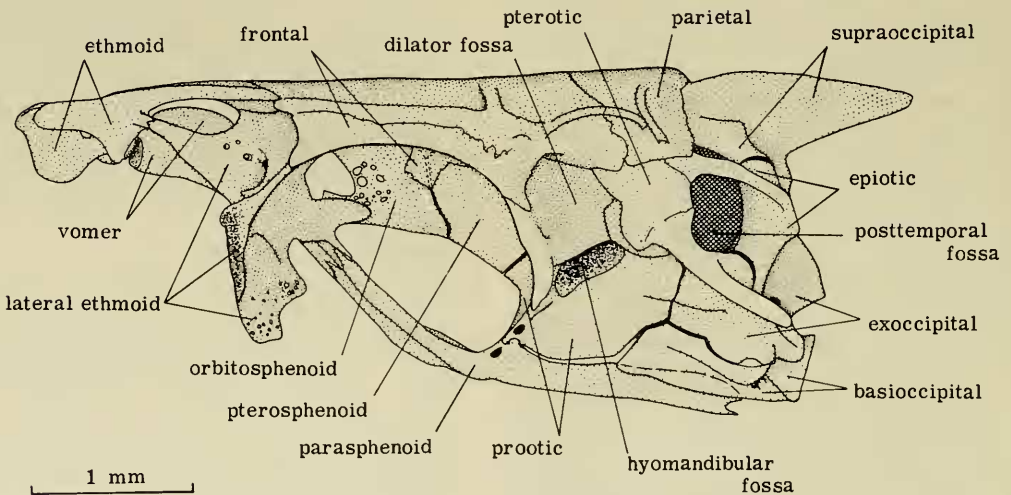 pterotic
parietal
ethmoid
frontal
dilator fossa
supraoccipital
epiotic
vomer
posttemporal
fossa
lateral ethmoid
exoccipital
orbitosphenoid
basioccipital
pterosphenoid
parasphenoid
prootic
hyomandibular
fossa
1 mm